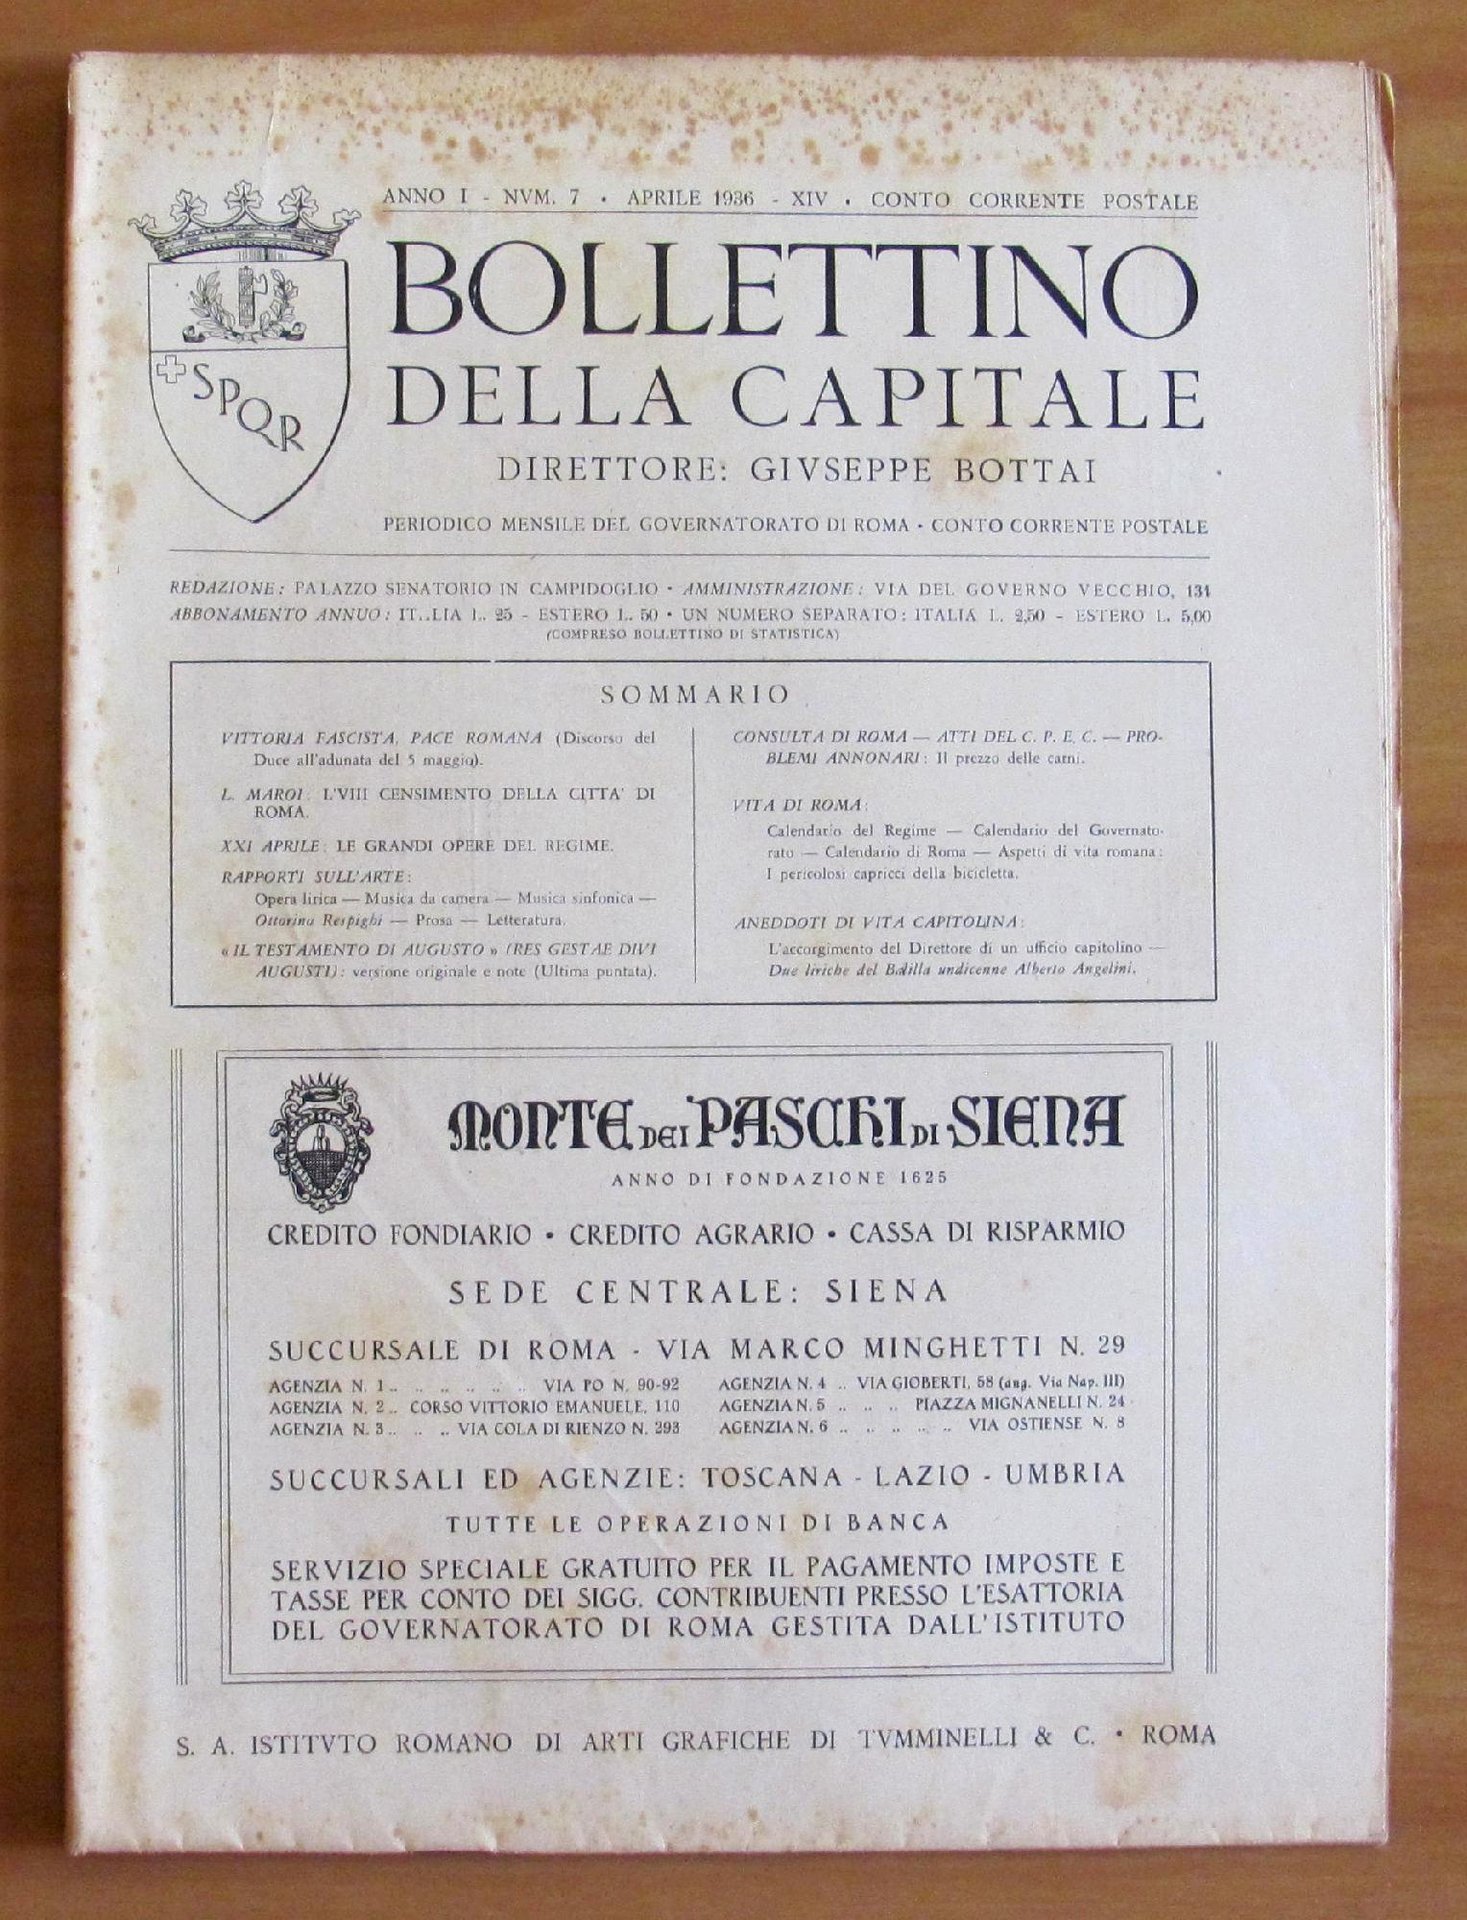 ANNO I - NVM. 7 • APRILE 1936 - XIV • CONTO CORRENTE POSTALE
BOLLETTINO
DELLA CAPITALE
DIRETTORE: GIVSEPPE BOTTAI
PERIODICO MENSILE DEL GOVERNATORATO DI ROMA • CONTO CORRENTE POSTALE
SPQR
REDAZIONE: PALAZZO SENATORIO IN CAMPIDOGLIO • AMMINISTRAZIONE: VIA DEL GOVERNO VECCHIO, 134
ABBONAMENTO ANNUO: IT..LIA L. 25 - ESTERO L. 50 • UN NUMERO SEPARATO: ITALIA L. 2,50 - ESTERO L. 5,00
(COMPRESO BOLLETTINO DI STATISTICA)
SOMMARIO
VITTORIA FASCISTA, PACE ROMANA (Discorso del
Duce all'adunata del 5 maggio).
L. MAROI: L'VIII CENSIMENTO DELLA CITTA' DI
ROMA.
XXI APRILE: LE GRANDI OPERE DEL REGIME.
RAPPORTI SULL'ARTE:
Opera lirica — Musica da camera — Musica sinfonica —
Ottorino Respighi — Prosa — Letteratura.
« IL TESTAMENTO DI AUGUSTO » (RES GESTAE DIVI
AUGUSTI): versione originale e note (Ultima puntata).
CONSULTA DI ROMA — ATTI DEL C. P. E. C. — PRO-
BLEMI ANNONARI: Il prezzo delle carni.
VITA DI ROMA:
Calendario del Regime — Calendario del Governato-
rato — Calendario di Roma — Aspetti di vita romana:
I pericolosi capricci della bicicletta.
ANEDDOTI DI VITA CAPITOLINA:
L'accorgimento del Direttore di un ufficio capitolino —
Due liriche del Balilla undicenne Alberto Angelini.
MONTE DEI PASCHI DI SIENA
ANNO DI FONDAZIONE 1625
CREDITO FONDIARIO • CREDITO AGRARIO • CASSA DI RISPARMIO
SEDE CENTRALE: SIENA
SUCCURSALE DI ROMA - VIA MARCO MINGHETTI N. 29
AGENZIA N. 1 .. .. .. .. .. .. VIA PO N. 90-92
AGENZIA N. 2 .. CORSO VITTORIO EMANUELE, 110
AGENZIA N. 3 .. .. .. VIA COLA DI RIENZO N. 293
AGENZIA N. 4 .. VIA GIOBERTI, 58 (ang. Via Nap. III)
AGENZIA N. 5 .. .. .. PIAZZA MIGNANELLI N. 24
AGENZIA N. 6 .. .. .. .. .. VIA OSTIENSE N. 8
SUCCURSALI ED AGENZIE: TOSCANA - LAZIO - UMBRIA
TUTTE LE OPERAZIONI DI BANCA
SERVIZIO SPECIALE GRATUITO PER IL PAGAMENTO IMPOSTE E
TASSE PER CONTO DEI SIGG. CONTRIBUENTI PRESSO L'ESATTORIA
DEL GOVERNATORATO DI ROMA GESTITA DALL'ISTITUTO
S. A. ISTITVTO ROMANO DI ARTI GRAFICHE DI TVMMINELLI & C. • ROMA